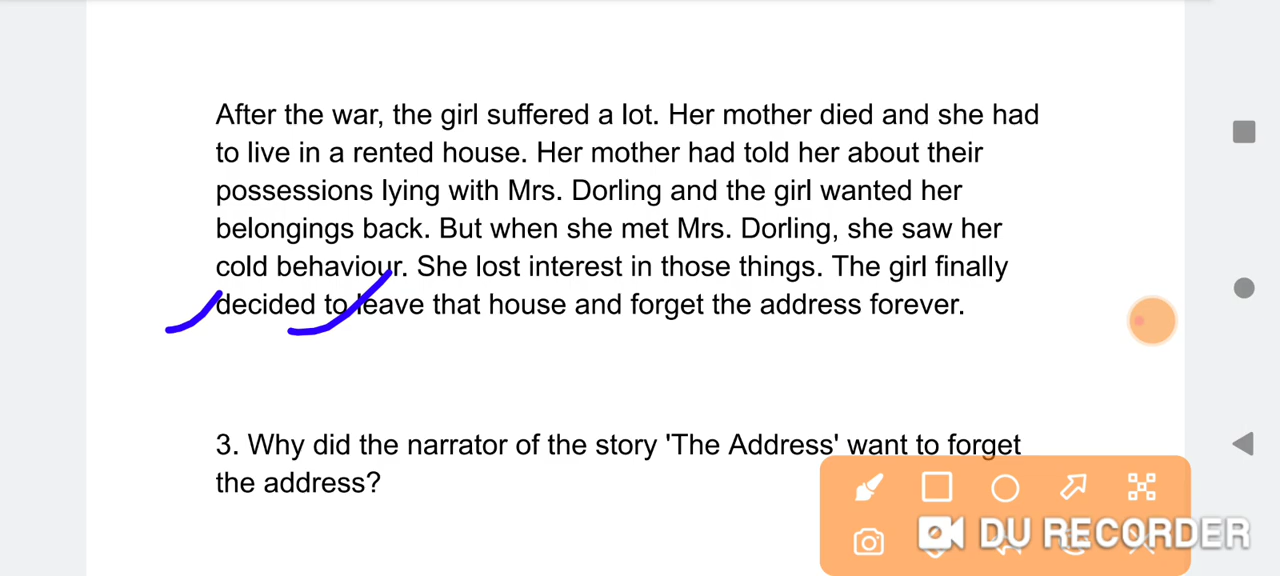 After the war, the girl suffered a lot. Her mother died and she had
to live in a rented house. Her mother had told her about their
possessions lying with Mrs. Dorling and the girl wanted her
belongings back. But when she met Mrs. Dorling, she saw her
cold behaviour. She lost interest in those things. The girl finally
decided to leave that house and forget the address forever.
3. Why did the narrator of the story 'The Address' want to forget
the address?
DU RECORDER